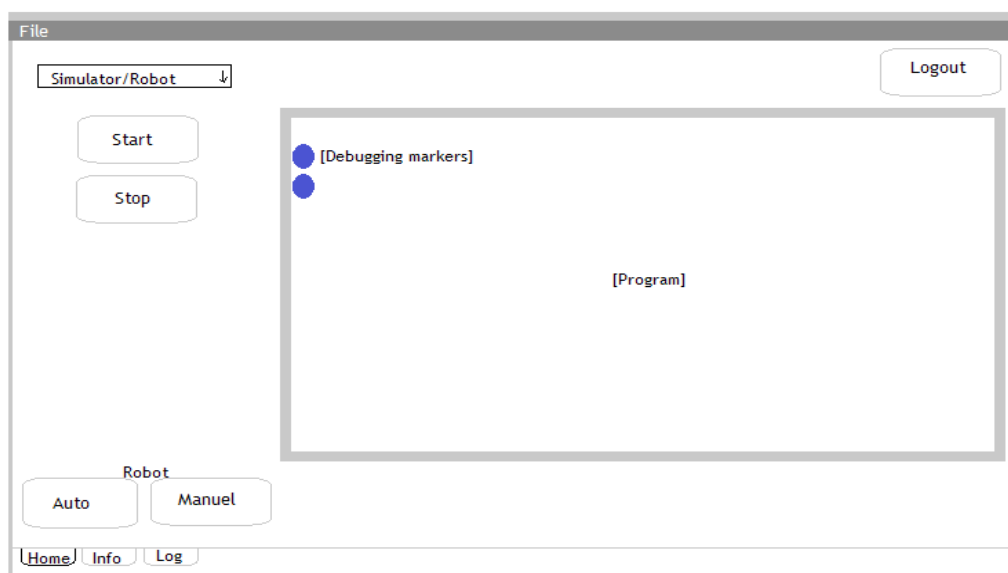 File
Simulator/Robot
Logout
Start
[Debugging markers]
Stop
[Program]
Robot
Auto
Manuel
Home Info Log